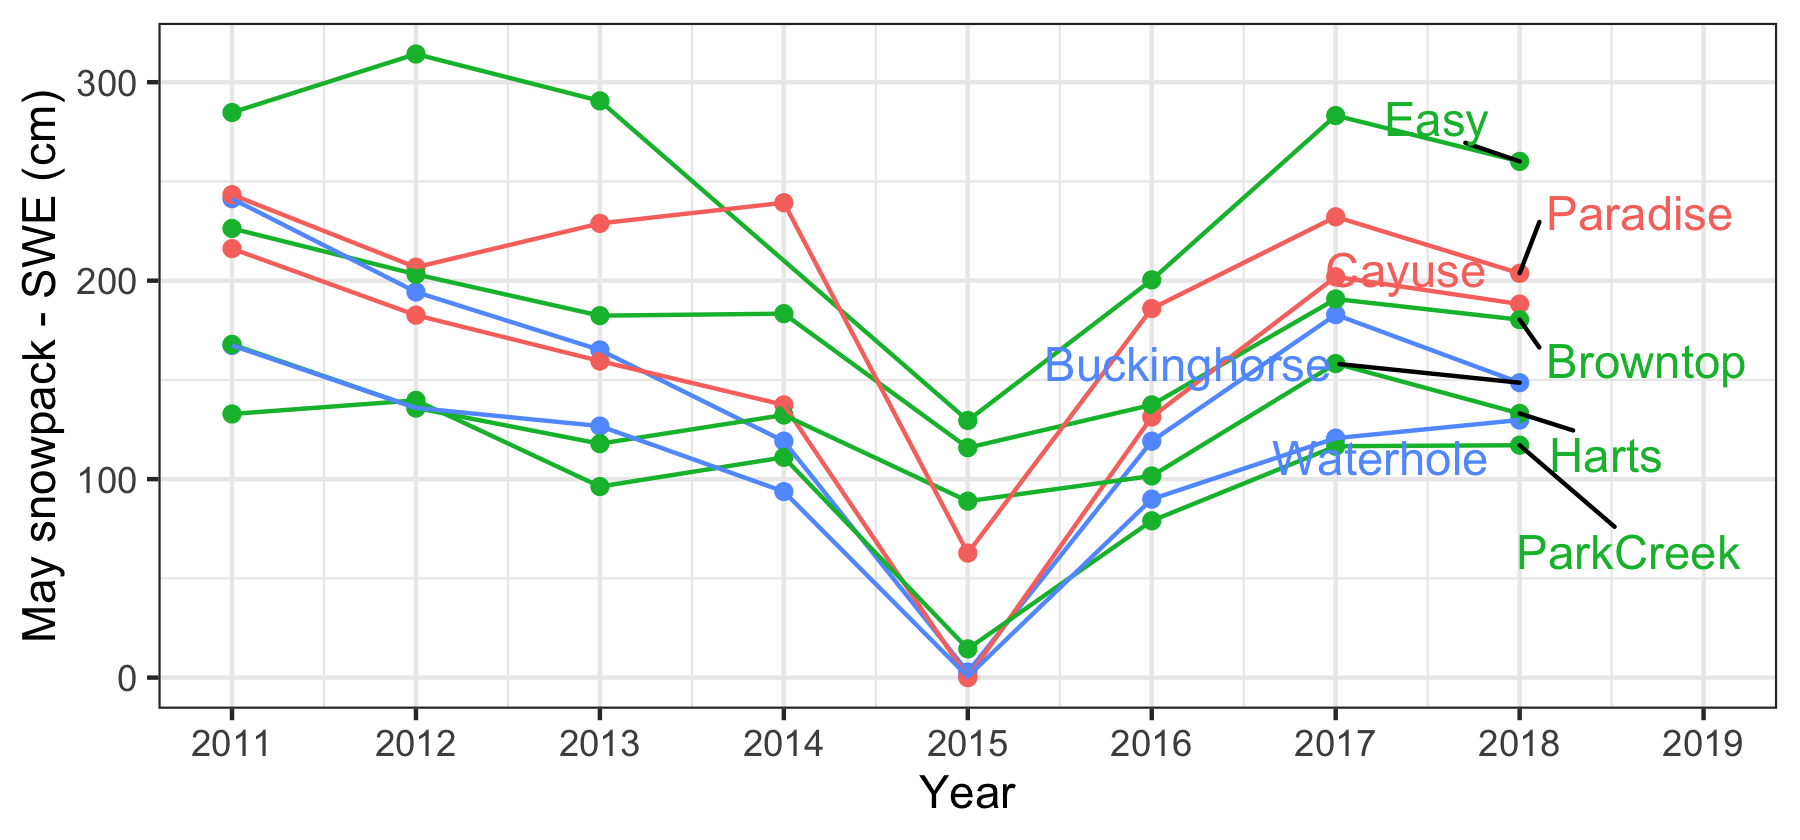 May snowpack - SWE (cm)
300
200
100
0
Easy
Paradise
Cayuse
Buckinghorse
Browntop
Waterhole
Harts
ParkCreek
2011 2012 2013 2014 2015 2016 2017 2018 2019
Year